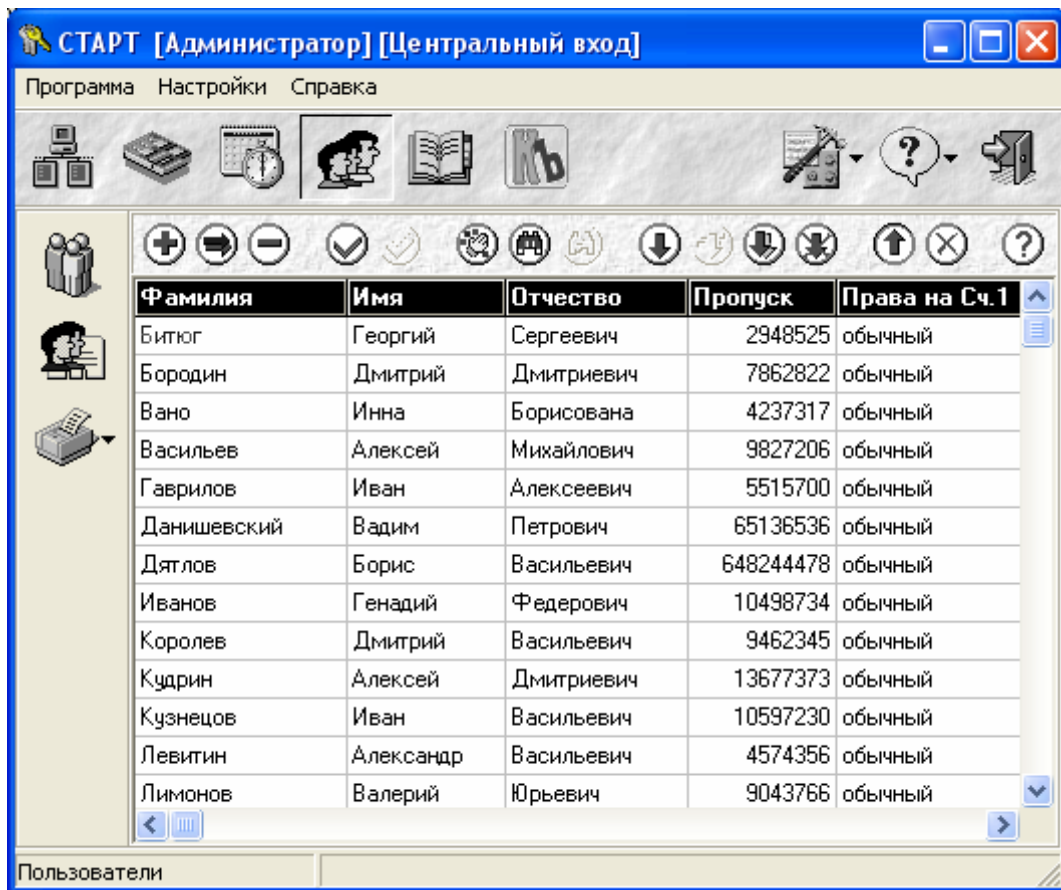 СТАРТ [Администратор] [Центральный вход]
Программа Настройки Справка
Кь
Фамилия Имя Отчество Пропуск Права на Сч.1
Битюг Георгий Сергеевич 2948525 обычный
Бородин Дмитрий Дмитриевич 7862822 обычный
Вано Инна Борисована 4237317 обычный
Васильев Алексей Михайлович 9827206 обычный
Гаврилов Иван Алексеевич 5515700 обычный
Данишевский Вадим Петрович 65136536 обычный
Дятлов Борис Васильевич 648244478 обычный
Иванов Генадий Федерович 10498734 обычный
Королев Дмитрий Васильевич 9462345 обычный
Кудрин Алексей Дмитриевич 13677373 обычный
Кузнецов Иван Васильевич 10597230 обычный
Левитин Александр Васильевич 4574356 обычный
Лимонов Валерий Юрьевич 9043766 обычный
Пользователи